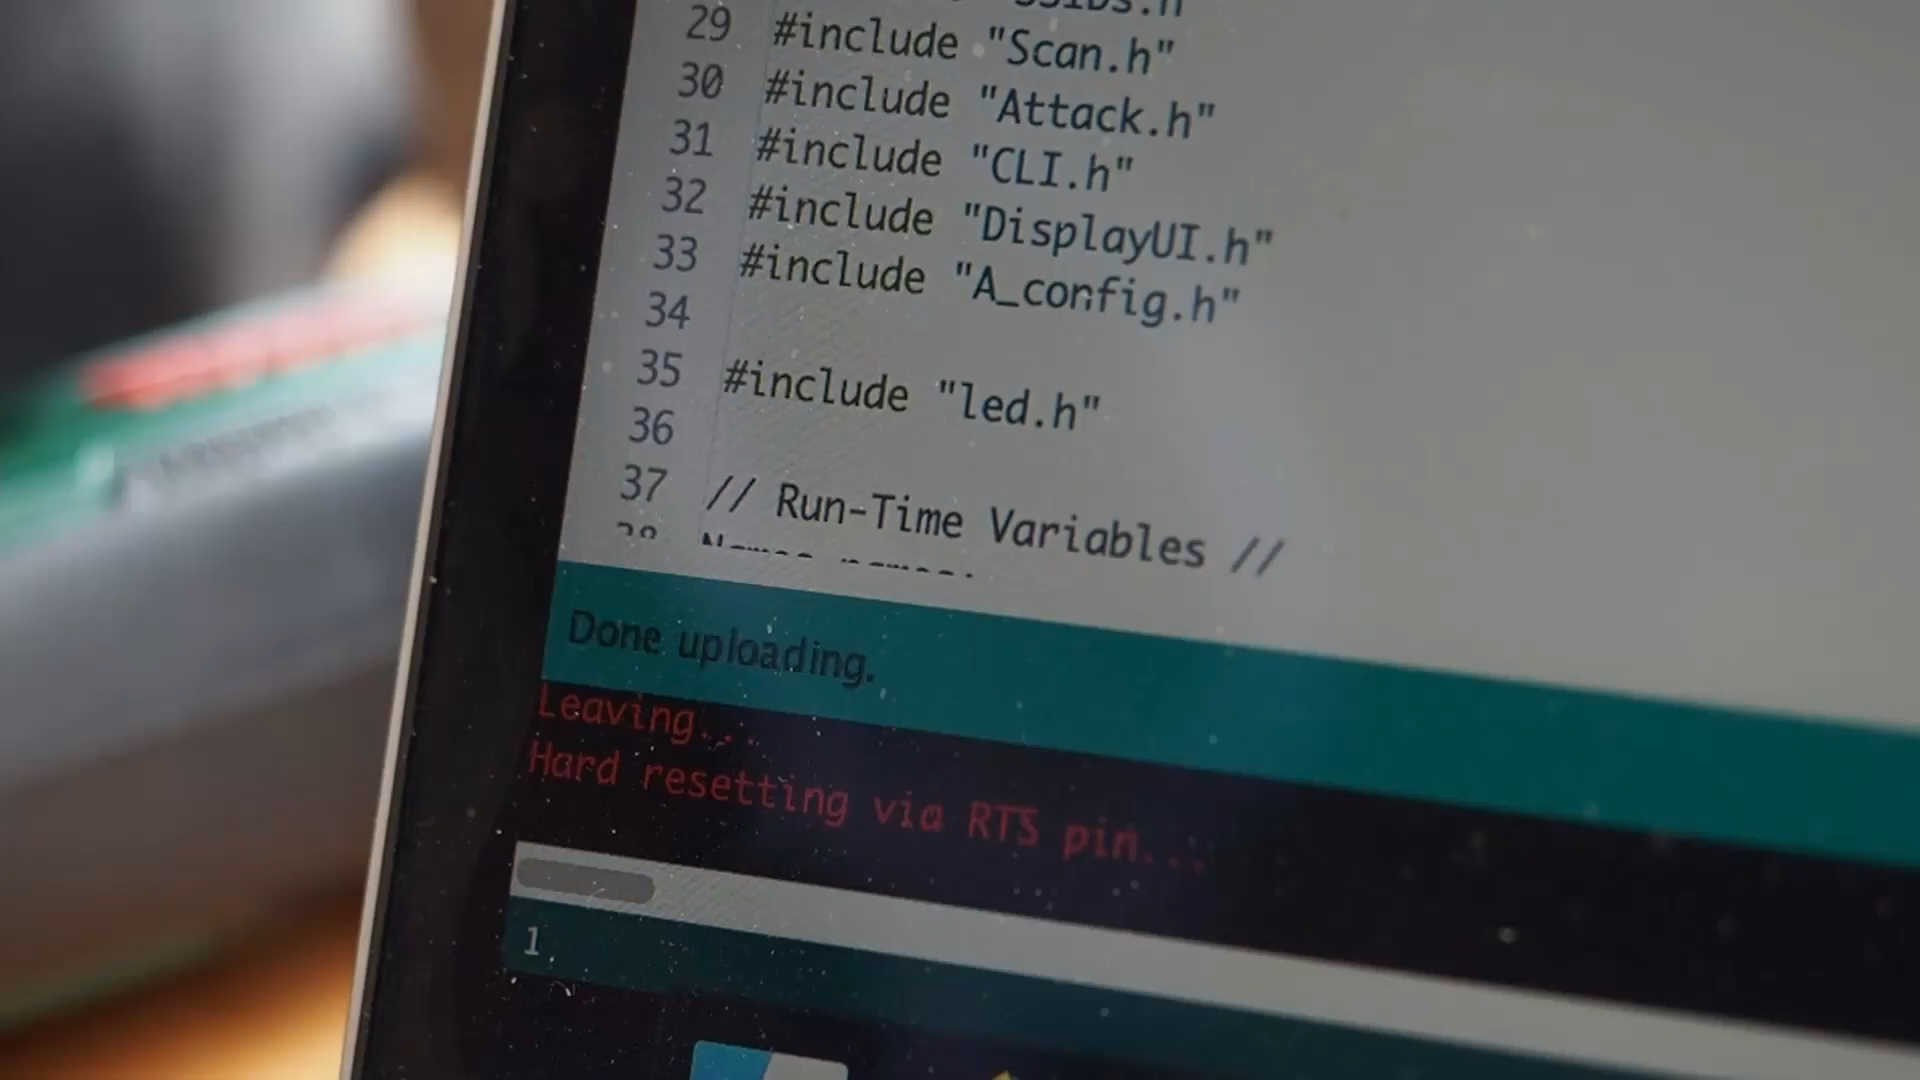 29 #include "Scan.h"
30 #include "Attack.h"
31 #include "CLI.h"
32 #include "DisplayUI.h"
33 #include "A_config.h"
34
35 #include "led.h"
36
37 // Run-Time Variables //
Done uploading.
Leaving...
Hard resetting via RTS pin...
1